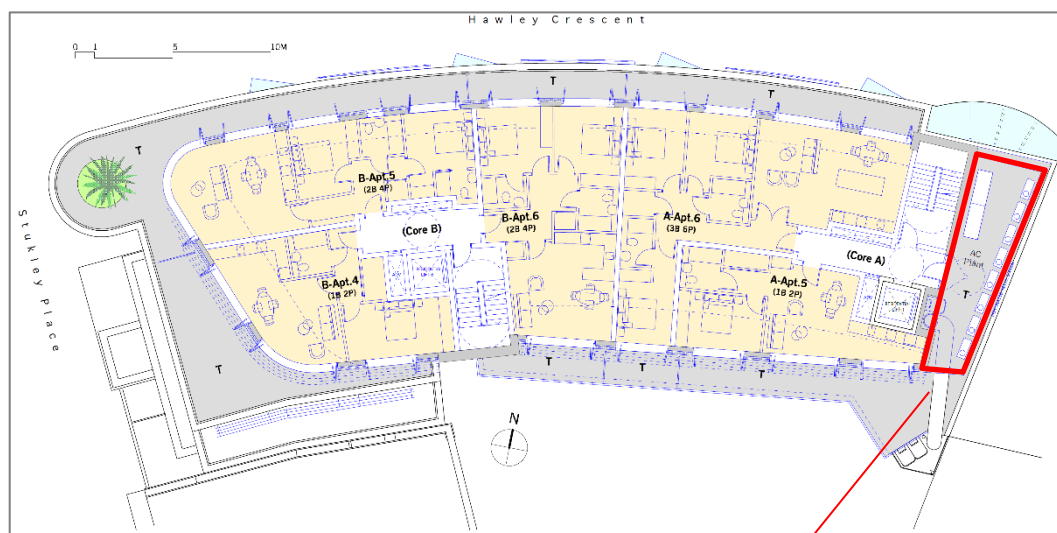 Hawley Crescent
0 1 5 10M
T
T
T
T
B-Apt.5
(2B 4P)
B-Apt.6
(2B 4P)
A-Apt.6
(3B 6P)
(Core B)
(Core A)
AC
Plant
T
B-Apt.4
(1B 2P)
A-Apt.5
(1B 2P)
Stukley Place
T
T
T
T
N